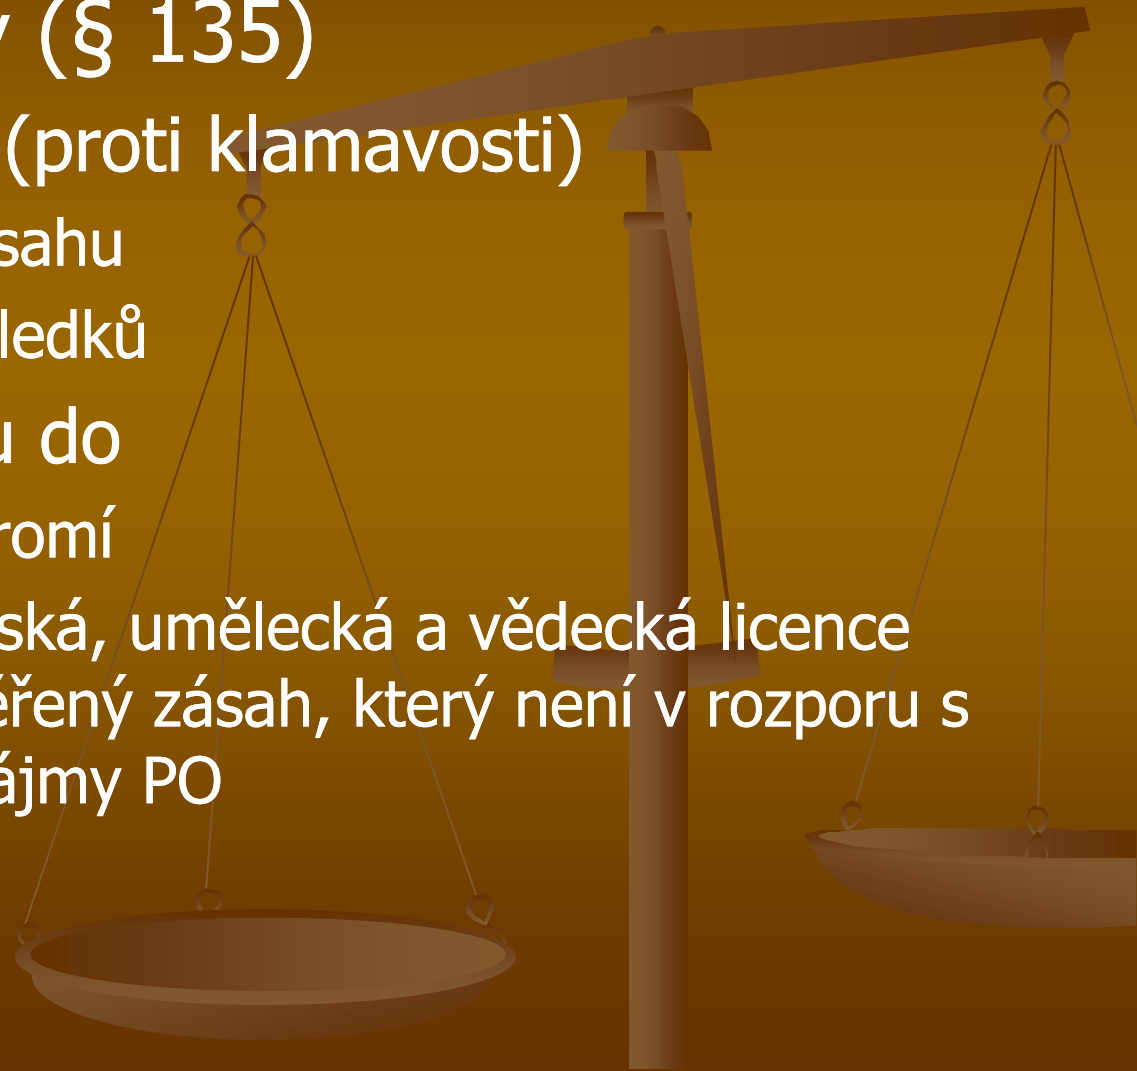 (§ 135)
(proti klamavosti)
sahu
ledků
u do
romí
ská, umělecká a vědecká licence
ěřený zásah, který není v rozporu s
ájmy PO